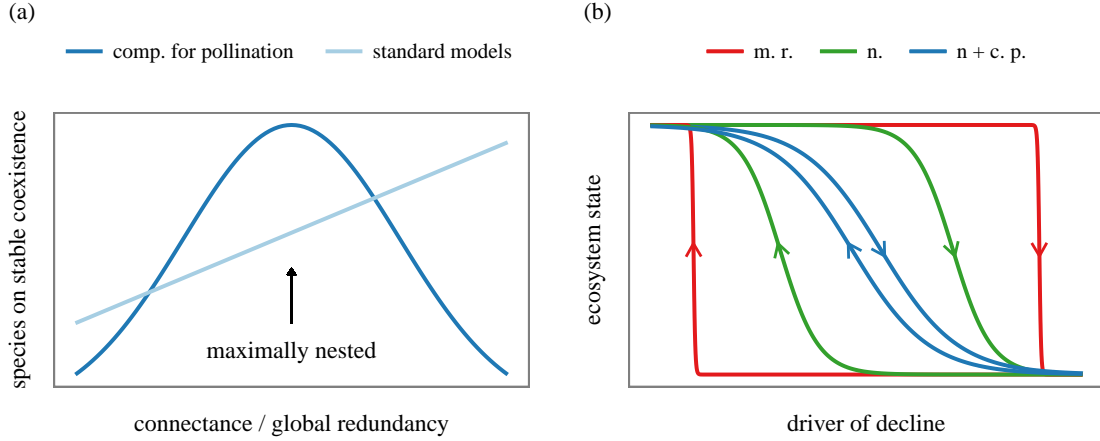 (a)
comp. for pollination
standard models
species on stable coexistence
maximally nested
connectance / global redundancy
(b)
m. r.
n.
n + c. p.
ecosystem state
driver of decline